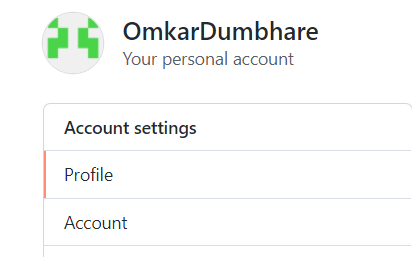 OmkarDumbhare
Your personal account
Account settings
Profile
Account